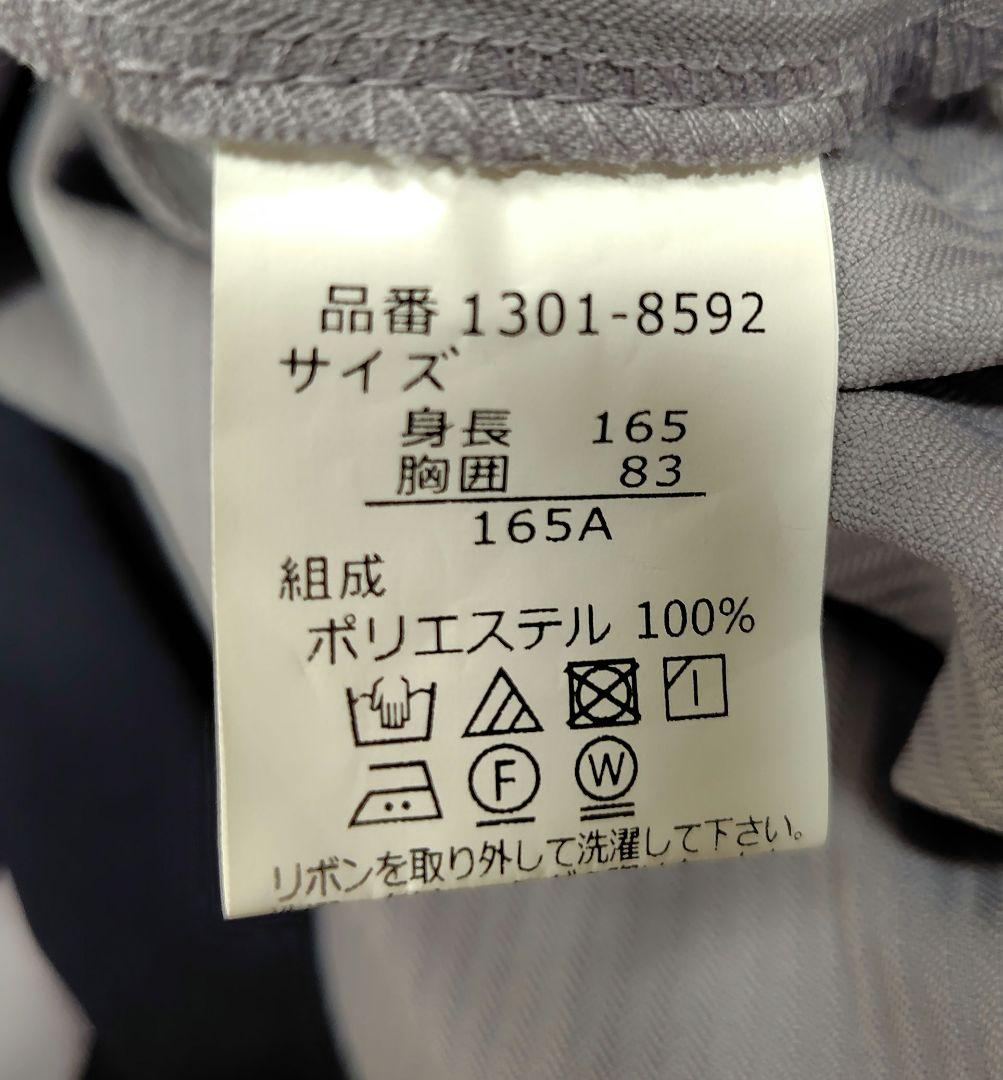 品番 1301-8592
サイズ
身長 165
胸囲 83
165A
組成
ポリエステル 100%
F W
リボンを取り外して洗濯して下さい。